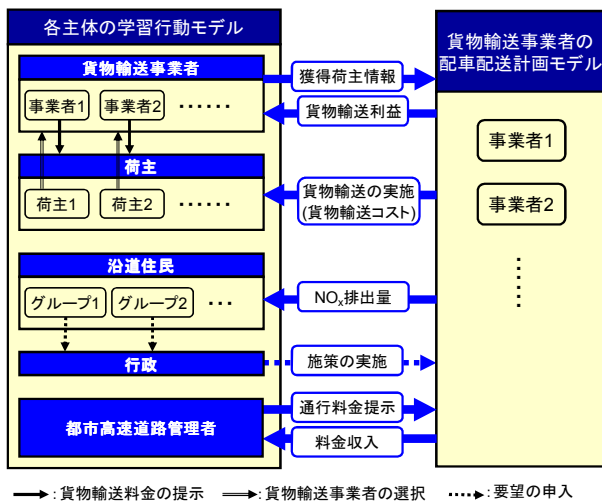 各主体の学習行動モデル
貨物輸送事業者
事業者1 事業者2 ‥‥‥
荷主
荷主1 荷主2 ‥‥‥
沿道住民
グループ1 グループ2 ‥‥
行政
都市高速道路管理者
獲得荷主情報
貨物輸送利益
貨物輸送の実施
(貨物輸送コスト)
NOx排出量
施策の実施
通行料金提示
料金収入
貨物輸送事業者の
配車配送計画モデル
事業者1
事業者2
:貨物輸送料金の提示 :貨物事業者の選択 :要望の申入